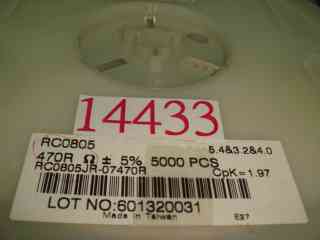 14433
RC0805 5.4&3.2&4.0
470R Ω ± 5% 5000 PCS
RC0805JR-07470R CpK=1.97
LOT NO:601320031
Made in Taiwan